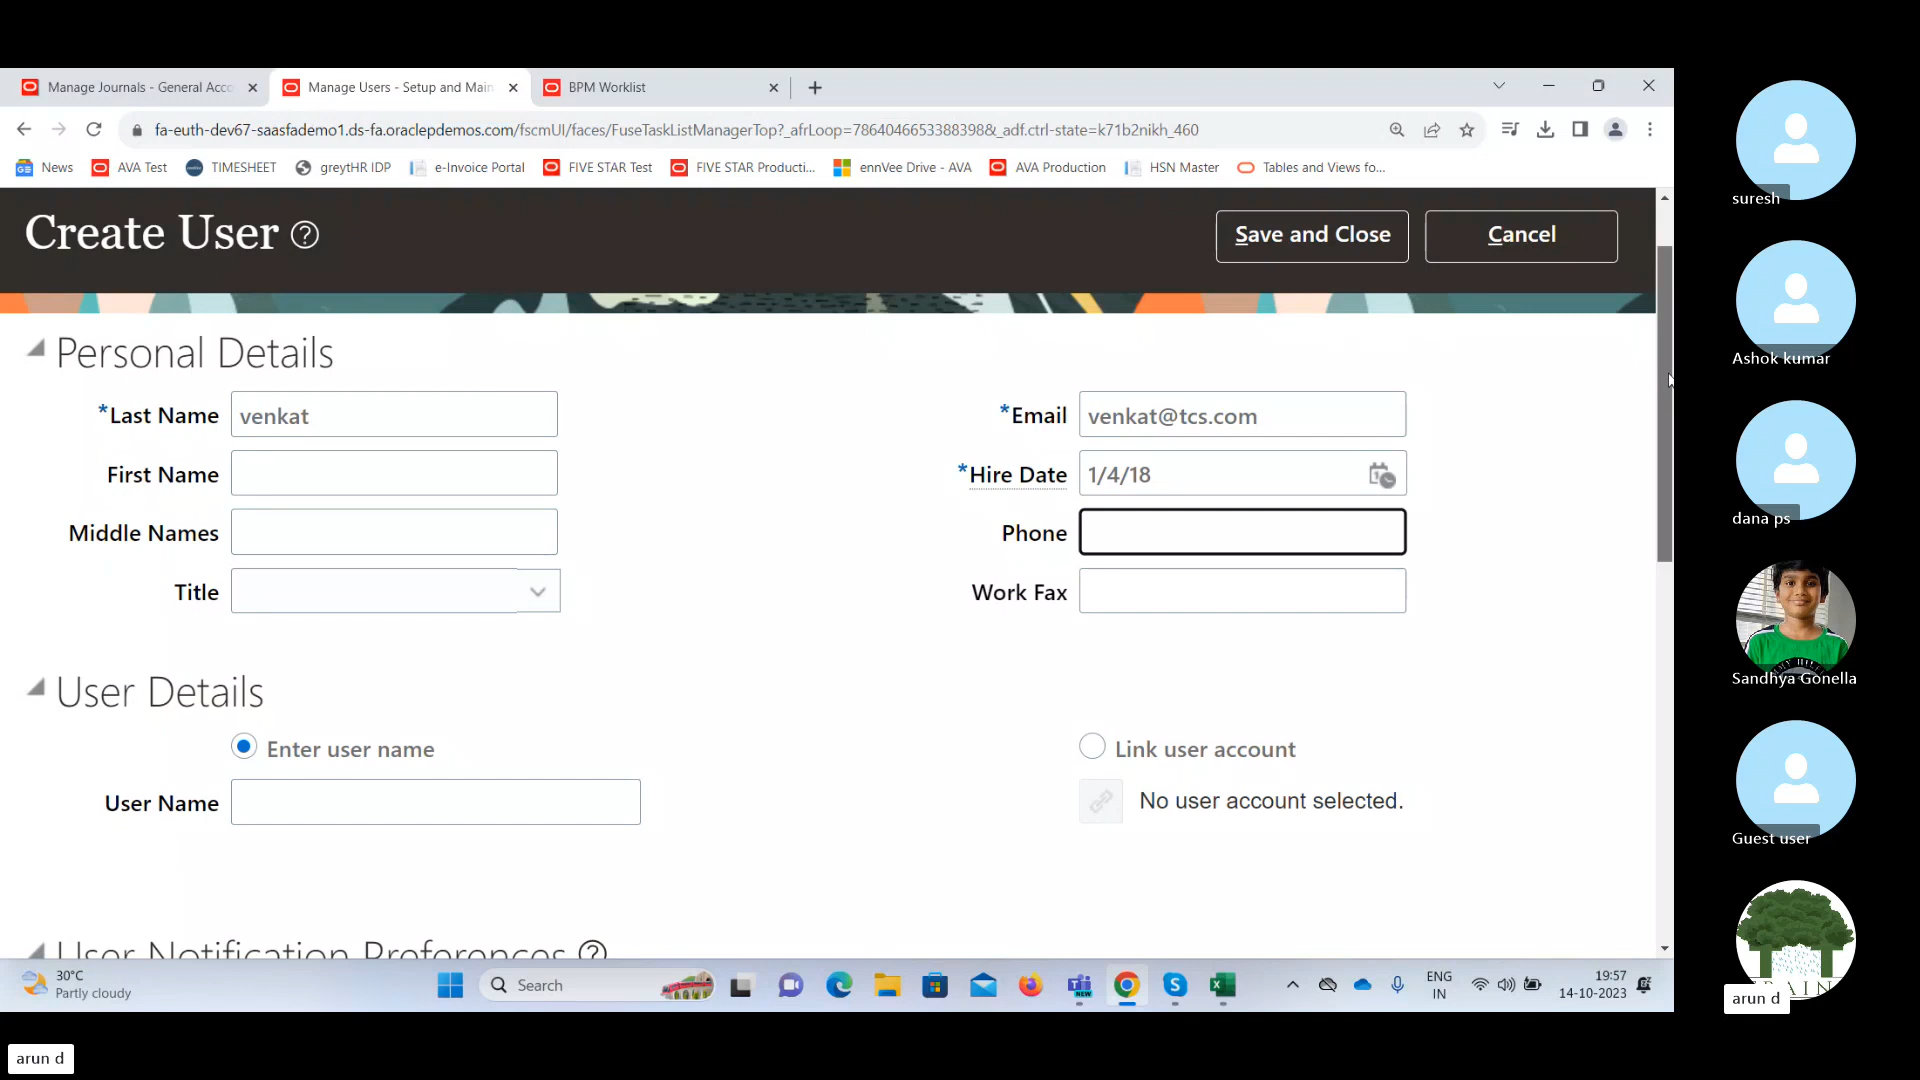 Manage Journals - General Acc
Manage Users - Setup and Main
BPM Worklist
fa-euth-dev67-saasfademo1.ds-fa.oraclepdemos.com/fscmUI/faces/FuseTaskListManagerTop?_afrLoop=78640466533883988&_adf.ctrl-state=k71b2nikh_460
News
AVA Test
TIMESHEET
greytHR IDP
e-Invoice Portal
FIVE STAR Test
FIVE STAR Producti...
ennVee Drive - AVA
AVA Production
HSN Master
Tables and Views fo...
Create User ?
Save and Close
Cancel
Personal Details
*Last Name venkat
*Email venkat@tcs.com
First Name
*Hire Date 1/4/18
Middle Names
Phone
Title
Work Fax
User Details
Enter user name
Link user account
User Name
No user account selected.
User Notification Preferences ?
30°C
Partly cloudy
Search
NEW
ENG
IN
19:57
14-10-2023
suresh
Ashok kumar
dana ps
Sandhya Gonella
Guest user
arun d
arun d